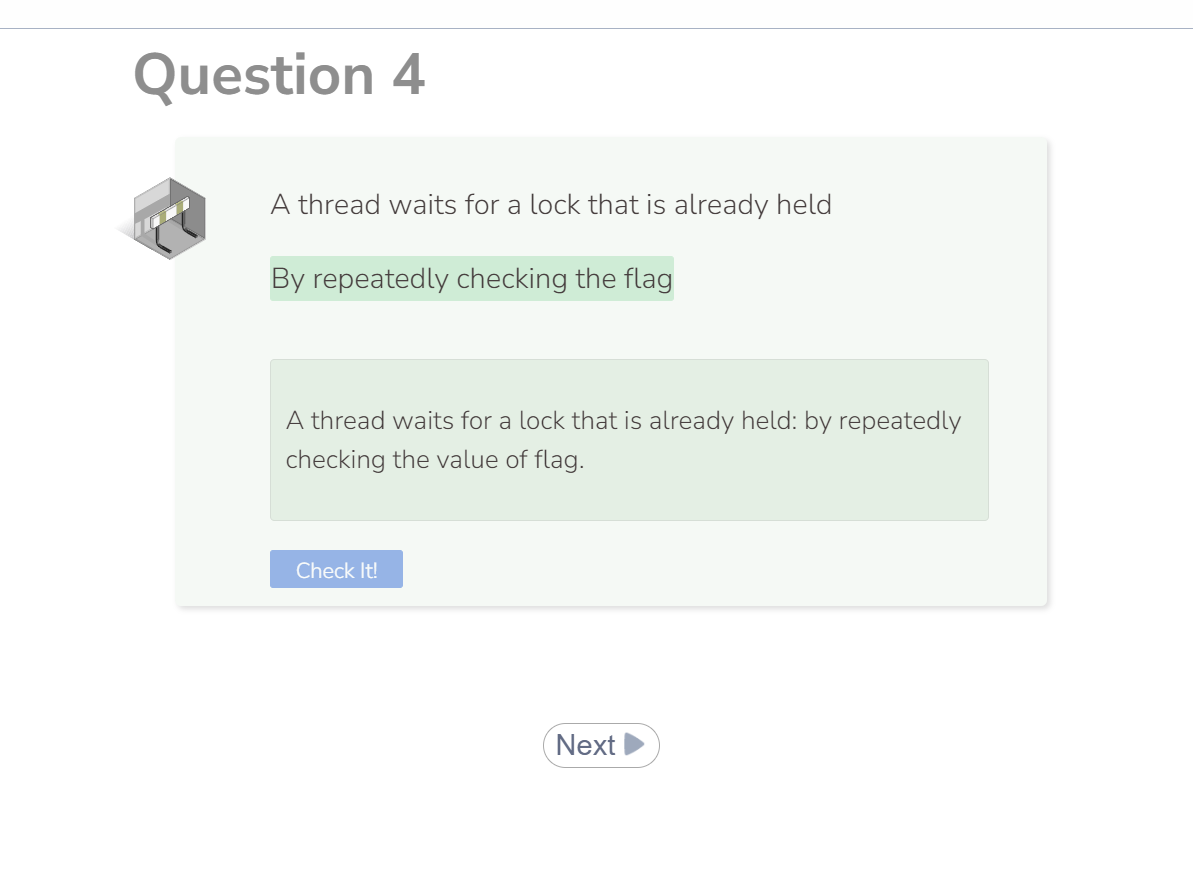 Question 4
A thread waits for a lock that is already held
By repeatedly checking the flag
A thread waits for a lock that is already held: by repeatedly
checking the value of flag.
Check It!
Next